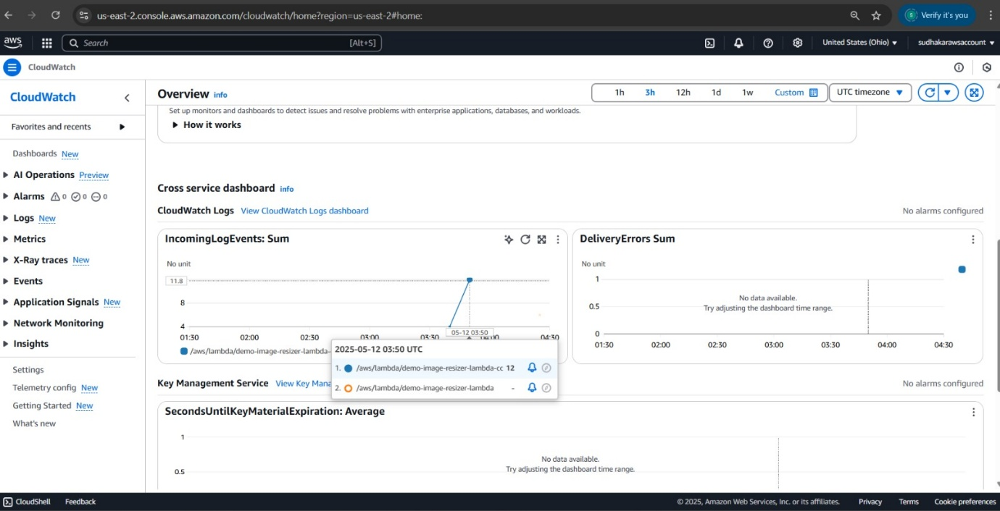 us-east-2.console.aws.amazon.com/cloudwatch/home?region=us-east-2#home:
Verify it's you
aws
Search [Alt+S]
United States (Ohio)
sudhakarawsaccount
CloudWatch
CloudWatch
Favorites and recents
Dashboards New
AI Operations Preview
Alarms 0 0 0
Logs New
Metrics
X-Ray traces New
Events
Application Signals New
Network Monitoring
Insights
Settings
Telemetry config New
Getting Started New
What's new
Overview info
1h 3h 12h 1d 1w Custom UTC timezone
Set up monitors and dashboards to detect issues and resolve problems with enterprise applications, databases, and workloads.
How it works
Cross service dashboard info
CloudWatch Logs View CloudWatch Logs dashboard No alarms configured
IncomingLogEvents: Sum
No unit
11.8
8
4
01:30 02:00 02:30 03:00 03:30 04:30
05-12 03:50
/aws/lambda/demo-image-resizer-lambda-
2025-05-12 03:50 UTC
1. /aws/lambda/demo-image-resizer-lambda-cc 12
2. /aws/lambda/demo-image-resizer-lambda -
DeliveryErrors Sum
No unit
1
0.5
0
No data available.
Try adjusting the dashboard time range.
01:30 02:00 02:30 03:00 03:30 04:00 04:30
Key Management Service View Key Mana No alarms configured
SecondsUntilKeyMaterialExpiration: Average
1
0.5
No data available.
Try adjusting the dashboard time range.
CloudShell Feedback © 2025, Amazon Web Services, Inc. or its affiliates. Privacy Terms Cookie preferences